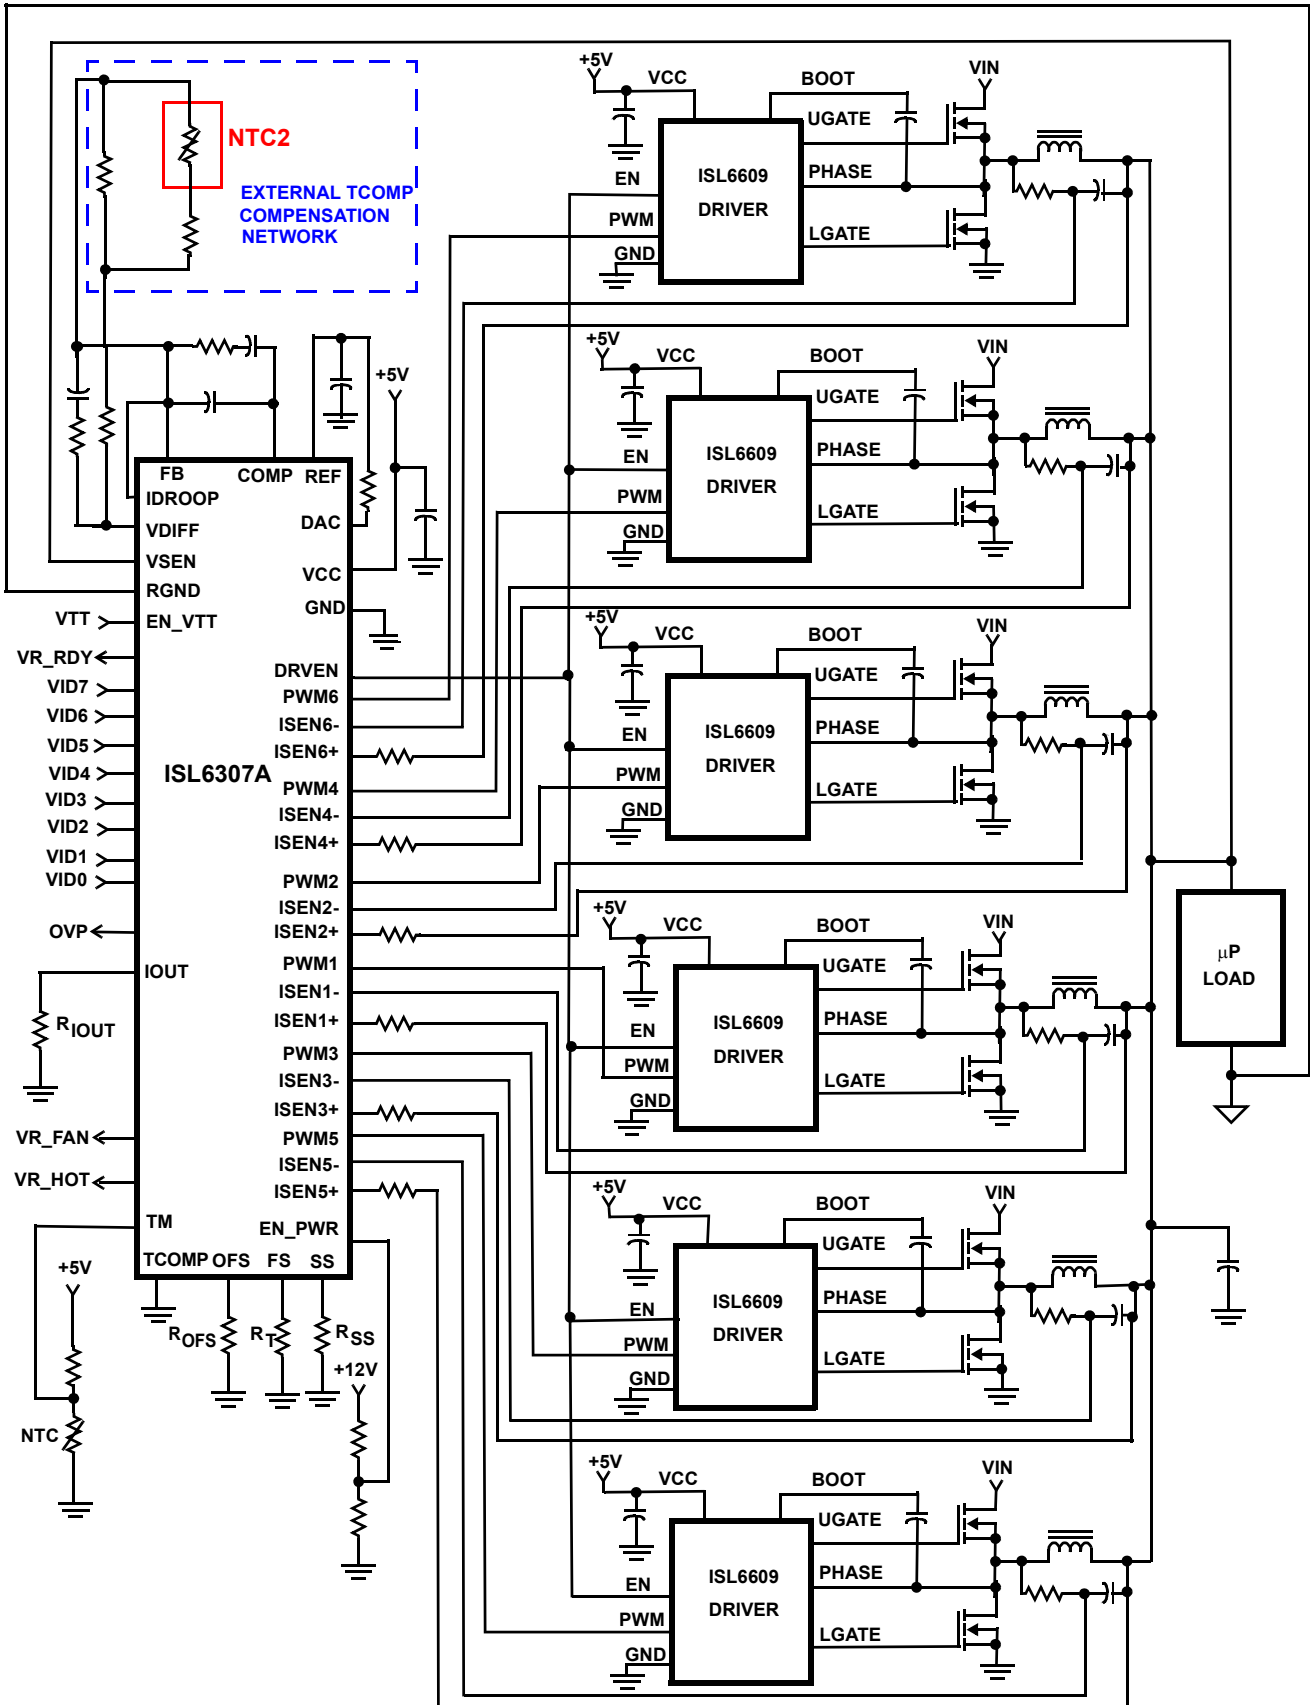 NTC2
EXTERNAL TCOMP
COMPENSATION
NETWORK
+5V
FB
COMP
REF
IDROOP
VDIFF
VSEN
RGND
EN_VTT
DAC
VCC
GND
DRVEN
PWM6
ISEN6-
ISEN6+
PWM4
ISEN4-
ISEN4+
PWM2
ISEN2-
ISEN2+
PWM1
ISEN1-
ISEN1+
PWM3
ISEN3-
ISEN3+
PWM5
ISEN5-
ISEN5+
EN_PWR
ISL6307A
IOUT
TM
TCOMP
OFS
FS
SS
VTT
VR_RDY
VID7
VID6
VID5
VID4
VID3
VID2
VID1
VID0
OVP
RIOUT
VR_FAN
VR_HOT
+5V
NTC
ROFS
RT
RSS
+12V
+5V
VCC
BOOT
VIN
UGATE
EN
ISL6609
DRIVER
PHASE
PWM
LGATE
GND
+5V
VCC
BOOT
VIN
UGATE
EN
ISL6609
DRIVER
PHASE
PWM
LGATE
GND
+5V
VCC
BOOT
VIN
UGATE
EN
ISL6609
DRIVER
PHASE
PWM
LGATE
GND
+5V
VCC
BOOT
VIN
UGATE
EN
ISL6609
DRIVER
PHASE
PWM
LGATE
GND
+5V
VCC
BOOT
VIN
UGATE
EN
ISL6609
DRIVER
PHASE
PWM
LGATE
GND
+5V
VCC
BOOT
VIN
UGATE
EN
ISL6609
DRIVER
PHASE
PWM
LGATE
GND
μP
LOAD